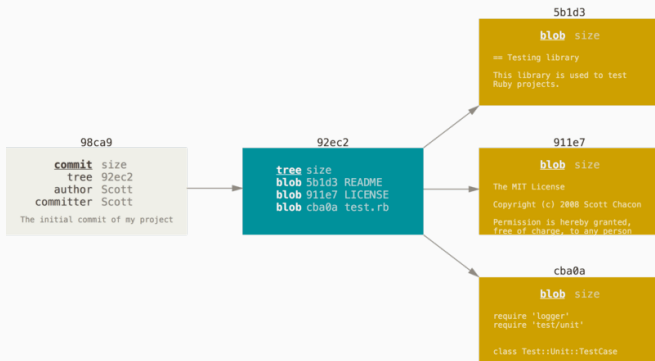 98ca9
commit size
tree 92ec2
author Scott
committer Scott
The initial commit of my project
92ec2
tree size
blob 5b1d3 README
blob 911e7 LICENSE
blob cba0a test.rb
5b1d3
blob size
== Testing library
This library is used to test
Ruby projects.
911e7
blob size
The MIT License
Copyright (c) 2008 Scott Chacon
Permission is hereby granted,
free of charge, to any person
cba0a
blob size
require 'logger'
require 'test/unit'
class Test::Unit::TestCase